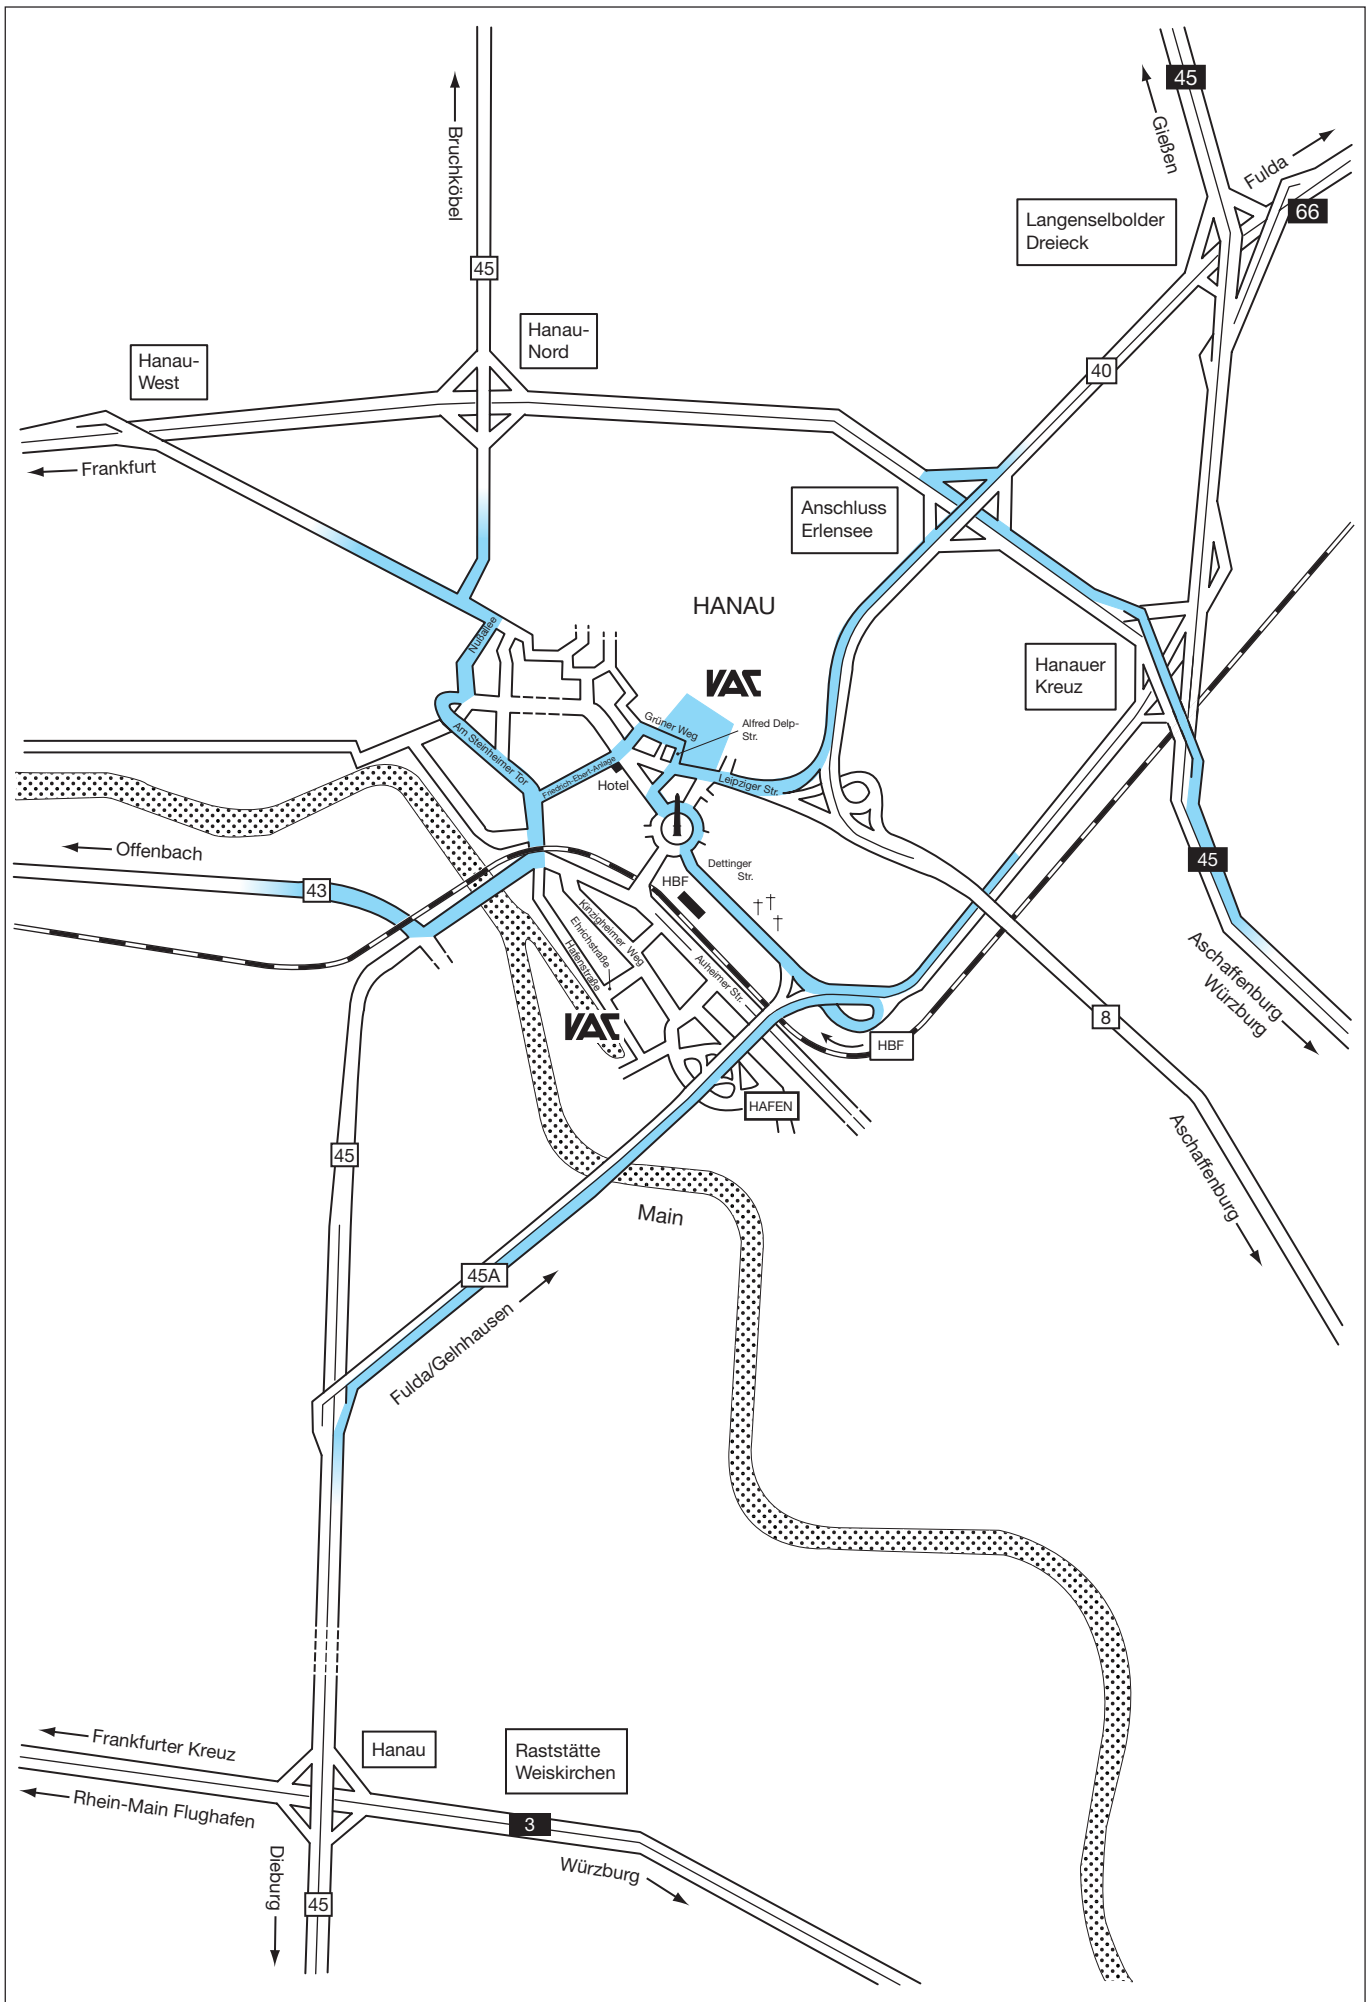 45
Gießen
Fulda
66
Bruchköbel
Langenselbolder
Dreieck
45
Hanau-
Nord
Hanau-
West
40
Frankfurt
Anschluss
Erlensee
HANAU
Nußallee
Hanauer
Kreuz
VAC
Grüner Weg
Alfred Delp-
Str.
Am Steinheimer Tor
Friedrich-Ebert-Anlage
Hotel
Leipziger Str.
Offenbach
43
45
Dettinger
Str.
HBF
Kinzigheimer Weg
Ehrichstraße
Hafenstraße
Auheimer Str.
Aschaffenburg
Würzburg
VAC
8
HBF
HAFEN
45
Aschaffenburg
Main
45A
Fulda/Gelnhausen
Frankfurter Kreuz
Hanau
Raststätte
Weiskirchen
Rhein-Main Flughafen
3
Dieburg
Würzburg
45